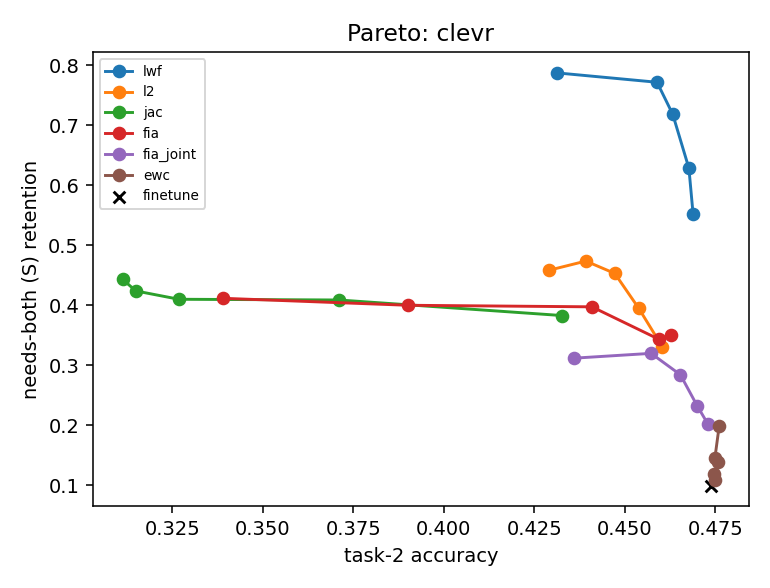 Pareto: clevr
needs-both (S) retention
0.8
0.7
0.6
0.5
0.4
0.3
0.2
0.1
lwf
l2
jac
fia
fia_joint
ewc
finetune
0.325
0.350
0.375
0.400
0.425
0.450
0.475
task-2 accuracy